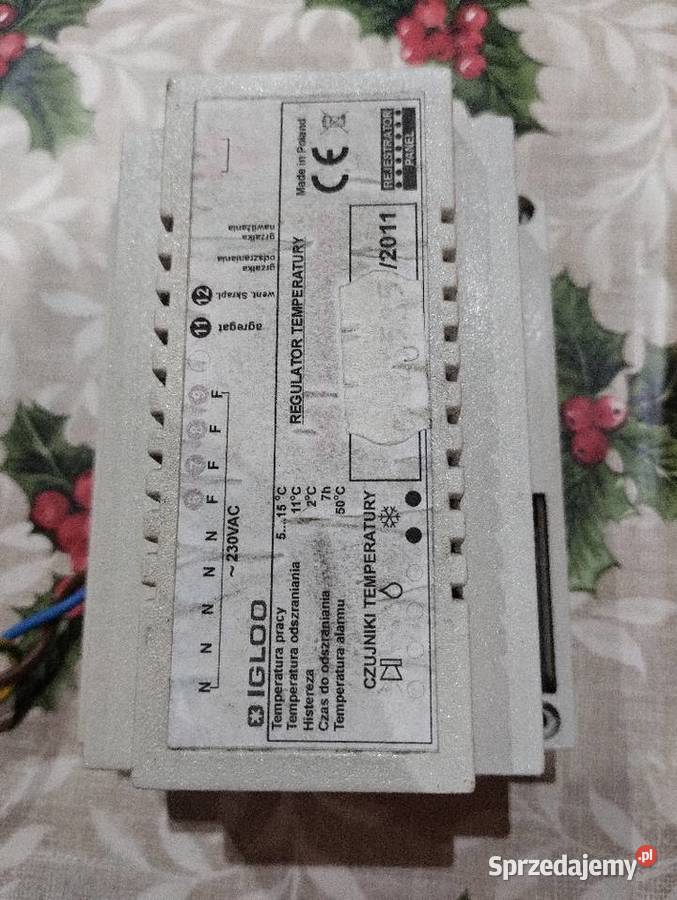 N N N N N F F F F
~ 230VAC
11 12
agregat
went. Skrapl.
grzałka
odszraniania
grzałka
nawilżania
IGLOO
Temperatura pracy 5...15 °C
Temperatura odszraniania 11°C
Histereza 2°C
Czas do odszraniania 7h
Temperatura alarmu 50°C
REGULATOR TEMPERATURY
Made in Poland
CE
CZUJNIKI TEMPERATURY
/2011
REJESTRATOR
PANEL
Sprzedajemy.pl